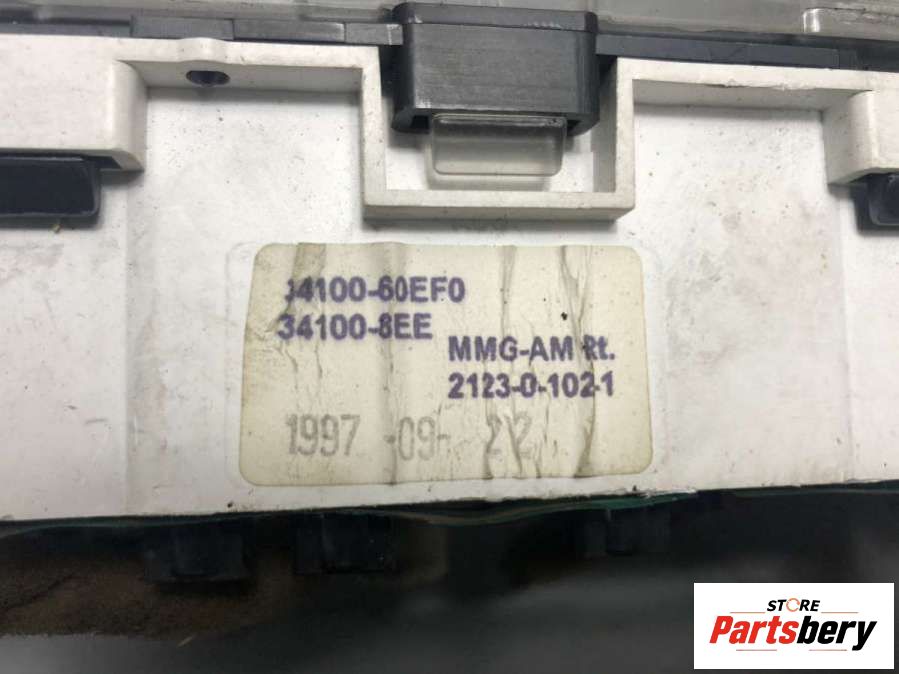 34100-60EF0
34100-8EE
MMG-AM Rt.
2123-0-102-1
1997 -09- 22
STORE
Partsbery